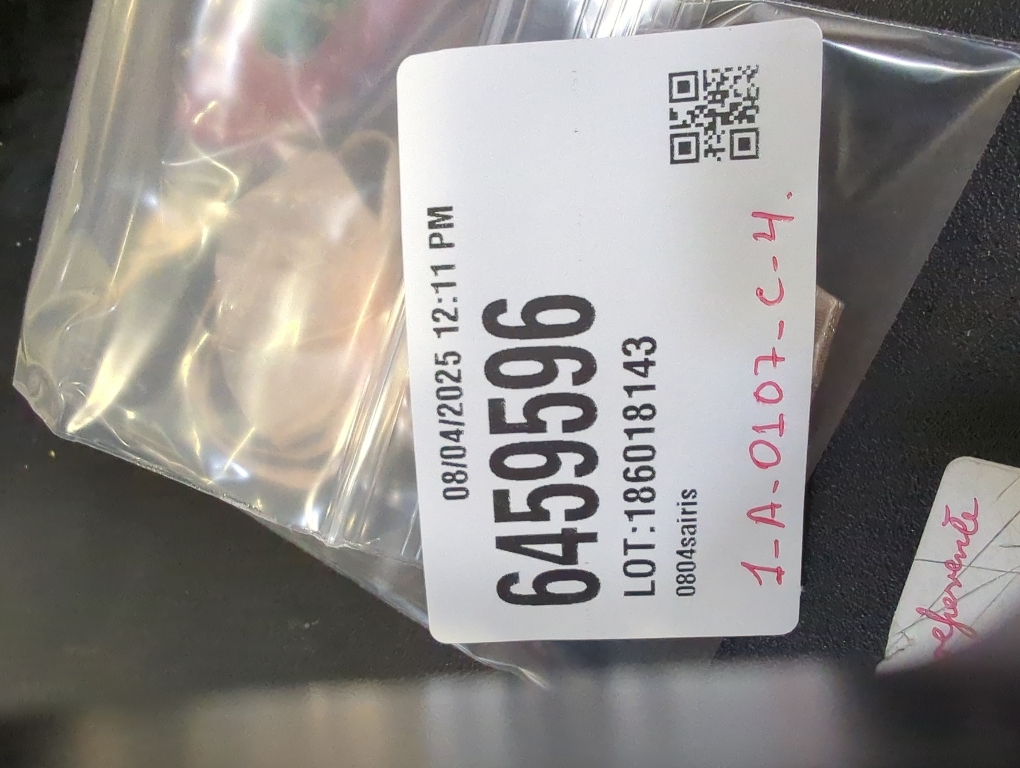 08/04/2025 12:11 PM
6459596
LOT:186018143
0804sairis
1-A-0107-C-4.